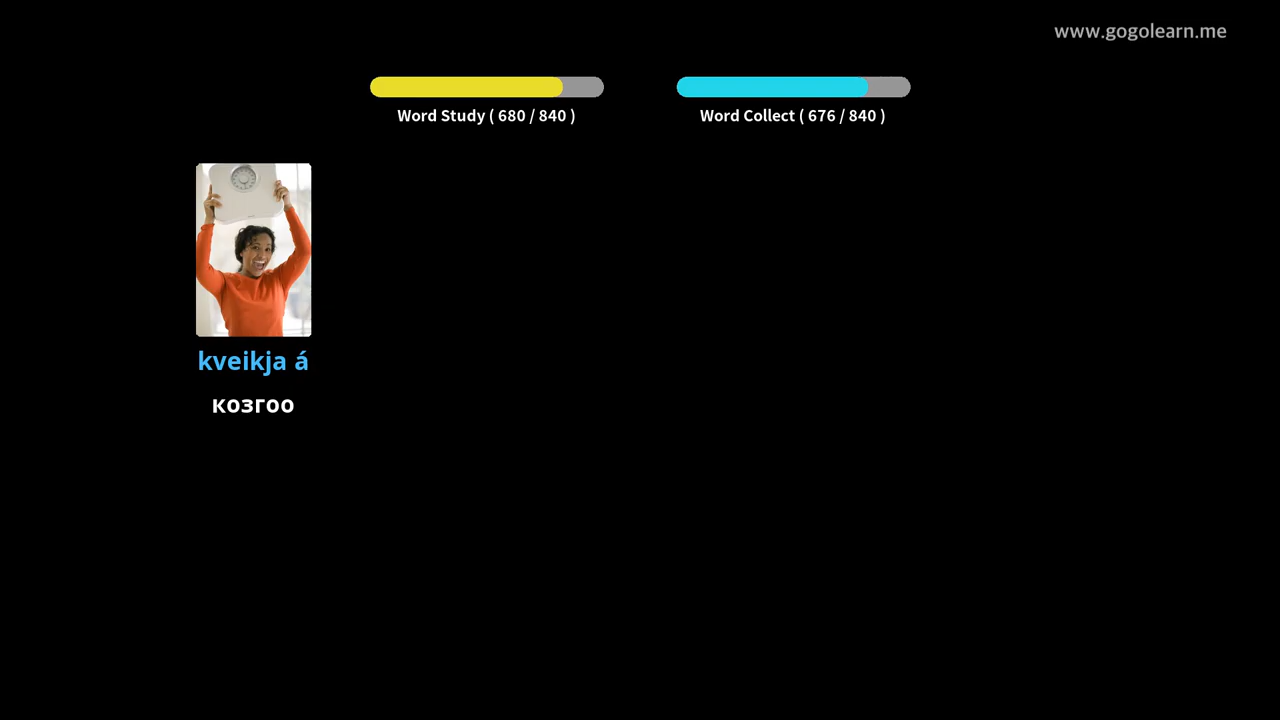 www.gogolearn.me
Word Study ( 680 / 840 )
Word Collect ( 676 / 840 )
kveikja á
козгоо